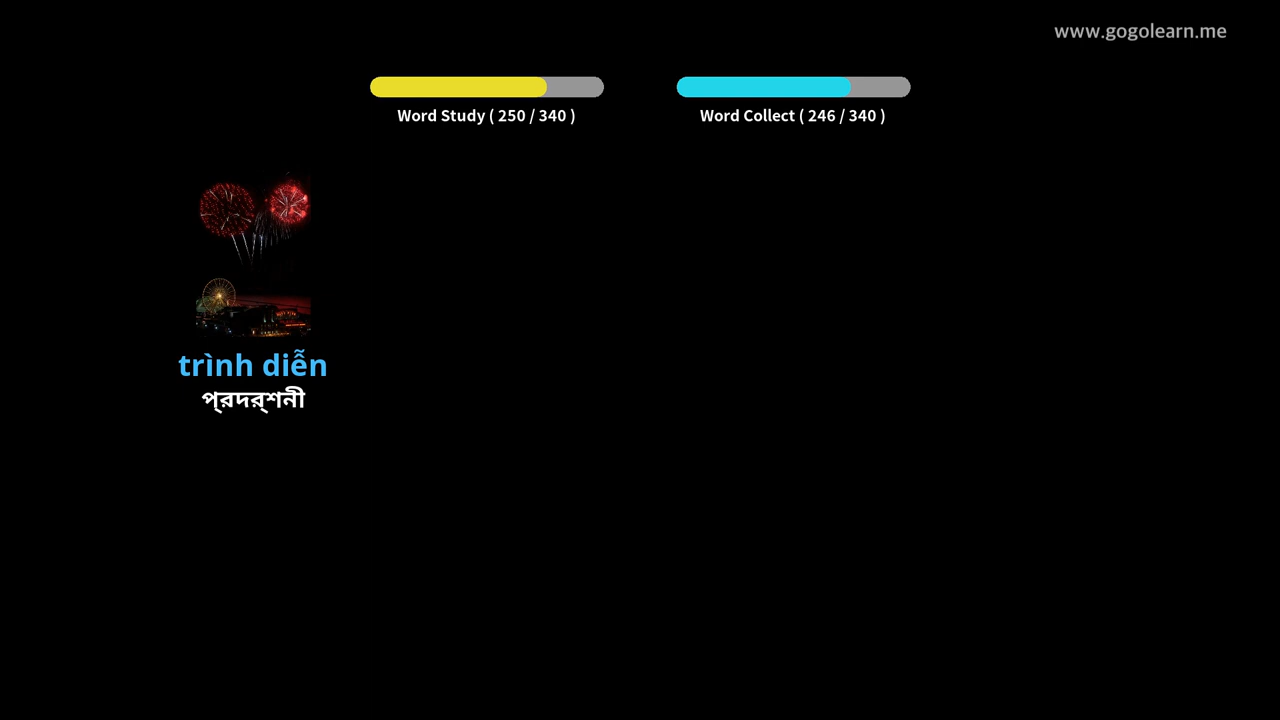 www.gogolearn.me
Word Study ( 250 / 340 )
Word Collect ( 246 / 340 )
trình diễn
প্রদর্শনী